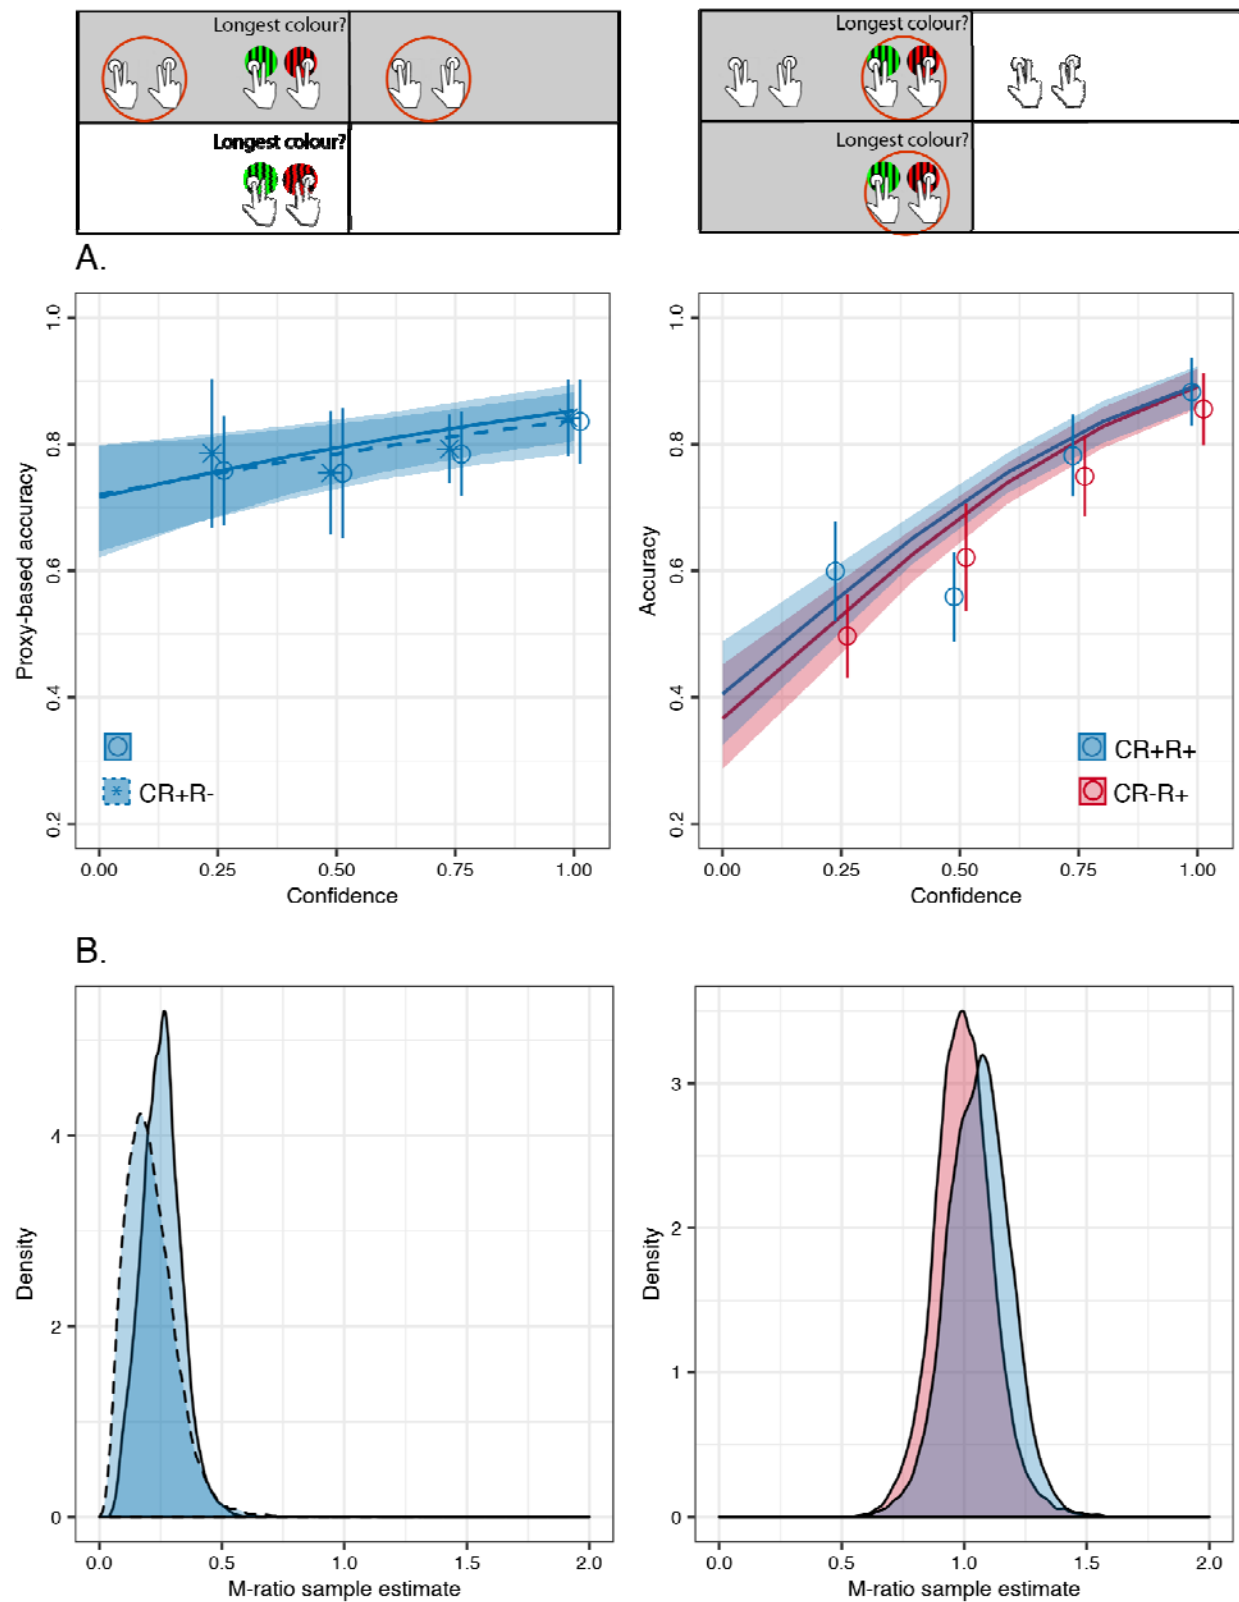 Longest colour?
Longest colour?
Longest colour?
Longest colour?
A.
1.0
0.8
0.6
0.4
0.2
Proxy-based accuracy
CR+R-
0.00 0.25 0.50 0.75 1.00
Confidence
1.0
0.8
0.6
0.4
0.2
Accuracy
CR+R+
CR-R+
0.00 0.25 0.50 0.75 1.00
Confidence
B.
4
2
0
Density
0.0 0.5 1.0 1.5 2.0
M-ratio sample estimate
3
2
1
0
Density
0.0 0.5 1.0 1.5 2.0
M-ratio sample estimate